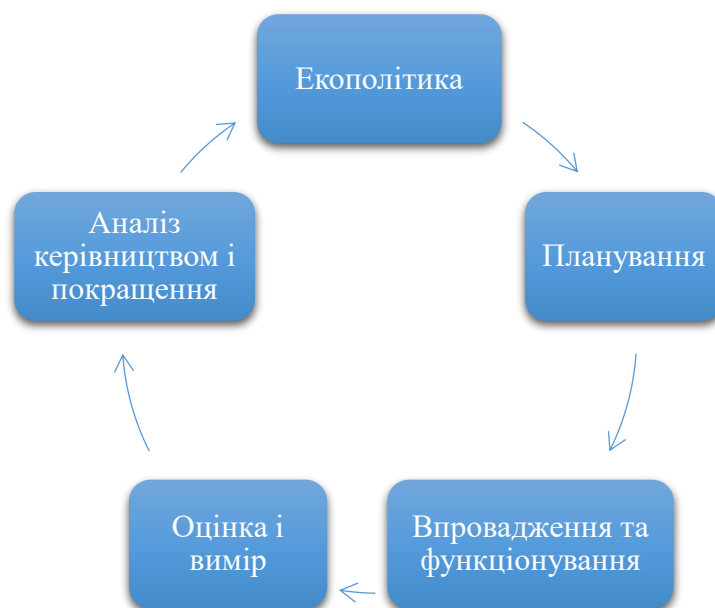 Екополітика
Планування
Впровадження та
функціонування
Оцінка і
вимір
Аналіз
керівництвом і
покращення